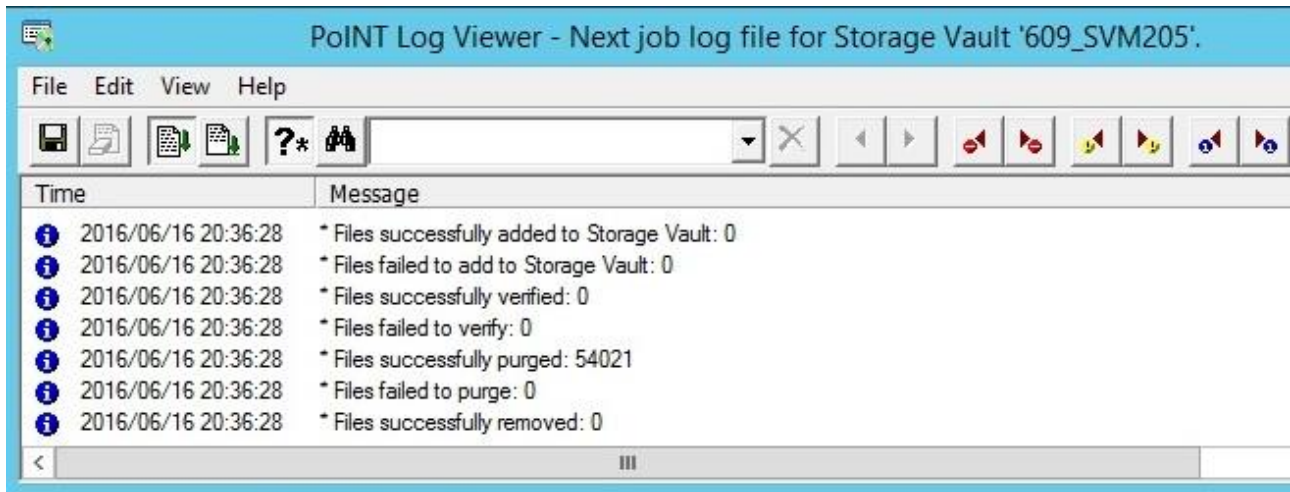 PoINT Log Viewer - Next job log file for Storage Vault '609_SVM205'.
File Edit View Help
Time Message
2016/06/16 20:36:28 * Files successfully added to Storage Vault: 0
2016/06/16 20:36:28 * Files failed to add to Storage Vault: 0
2016/06/16 20:36:28 * Files successfully verified: 0
2016/06/16 20:36:28 * Files failed to verify: 0
2016/06/16 20:36:28 * Files successfully purged: 54021
2016/06/16 20:36:28 * Files failed to purge: 0
2016/06/16 20:36:28 * Files successfully removed: 0